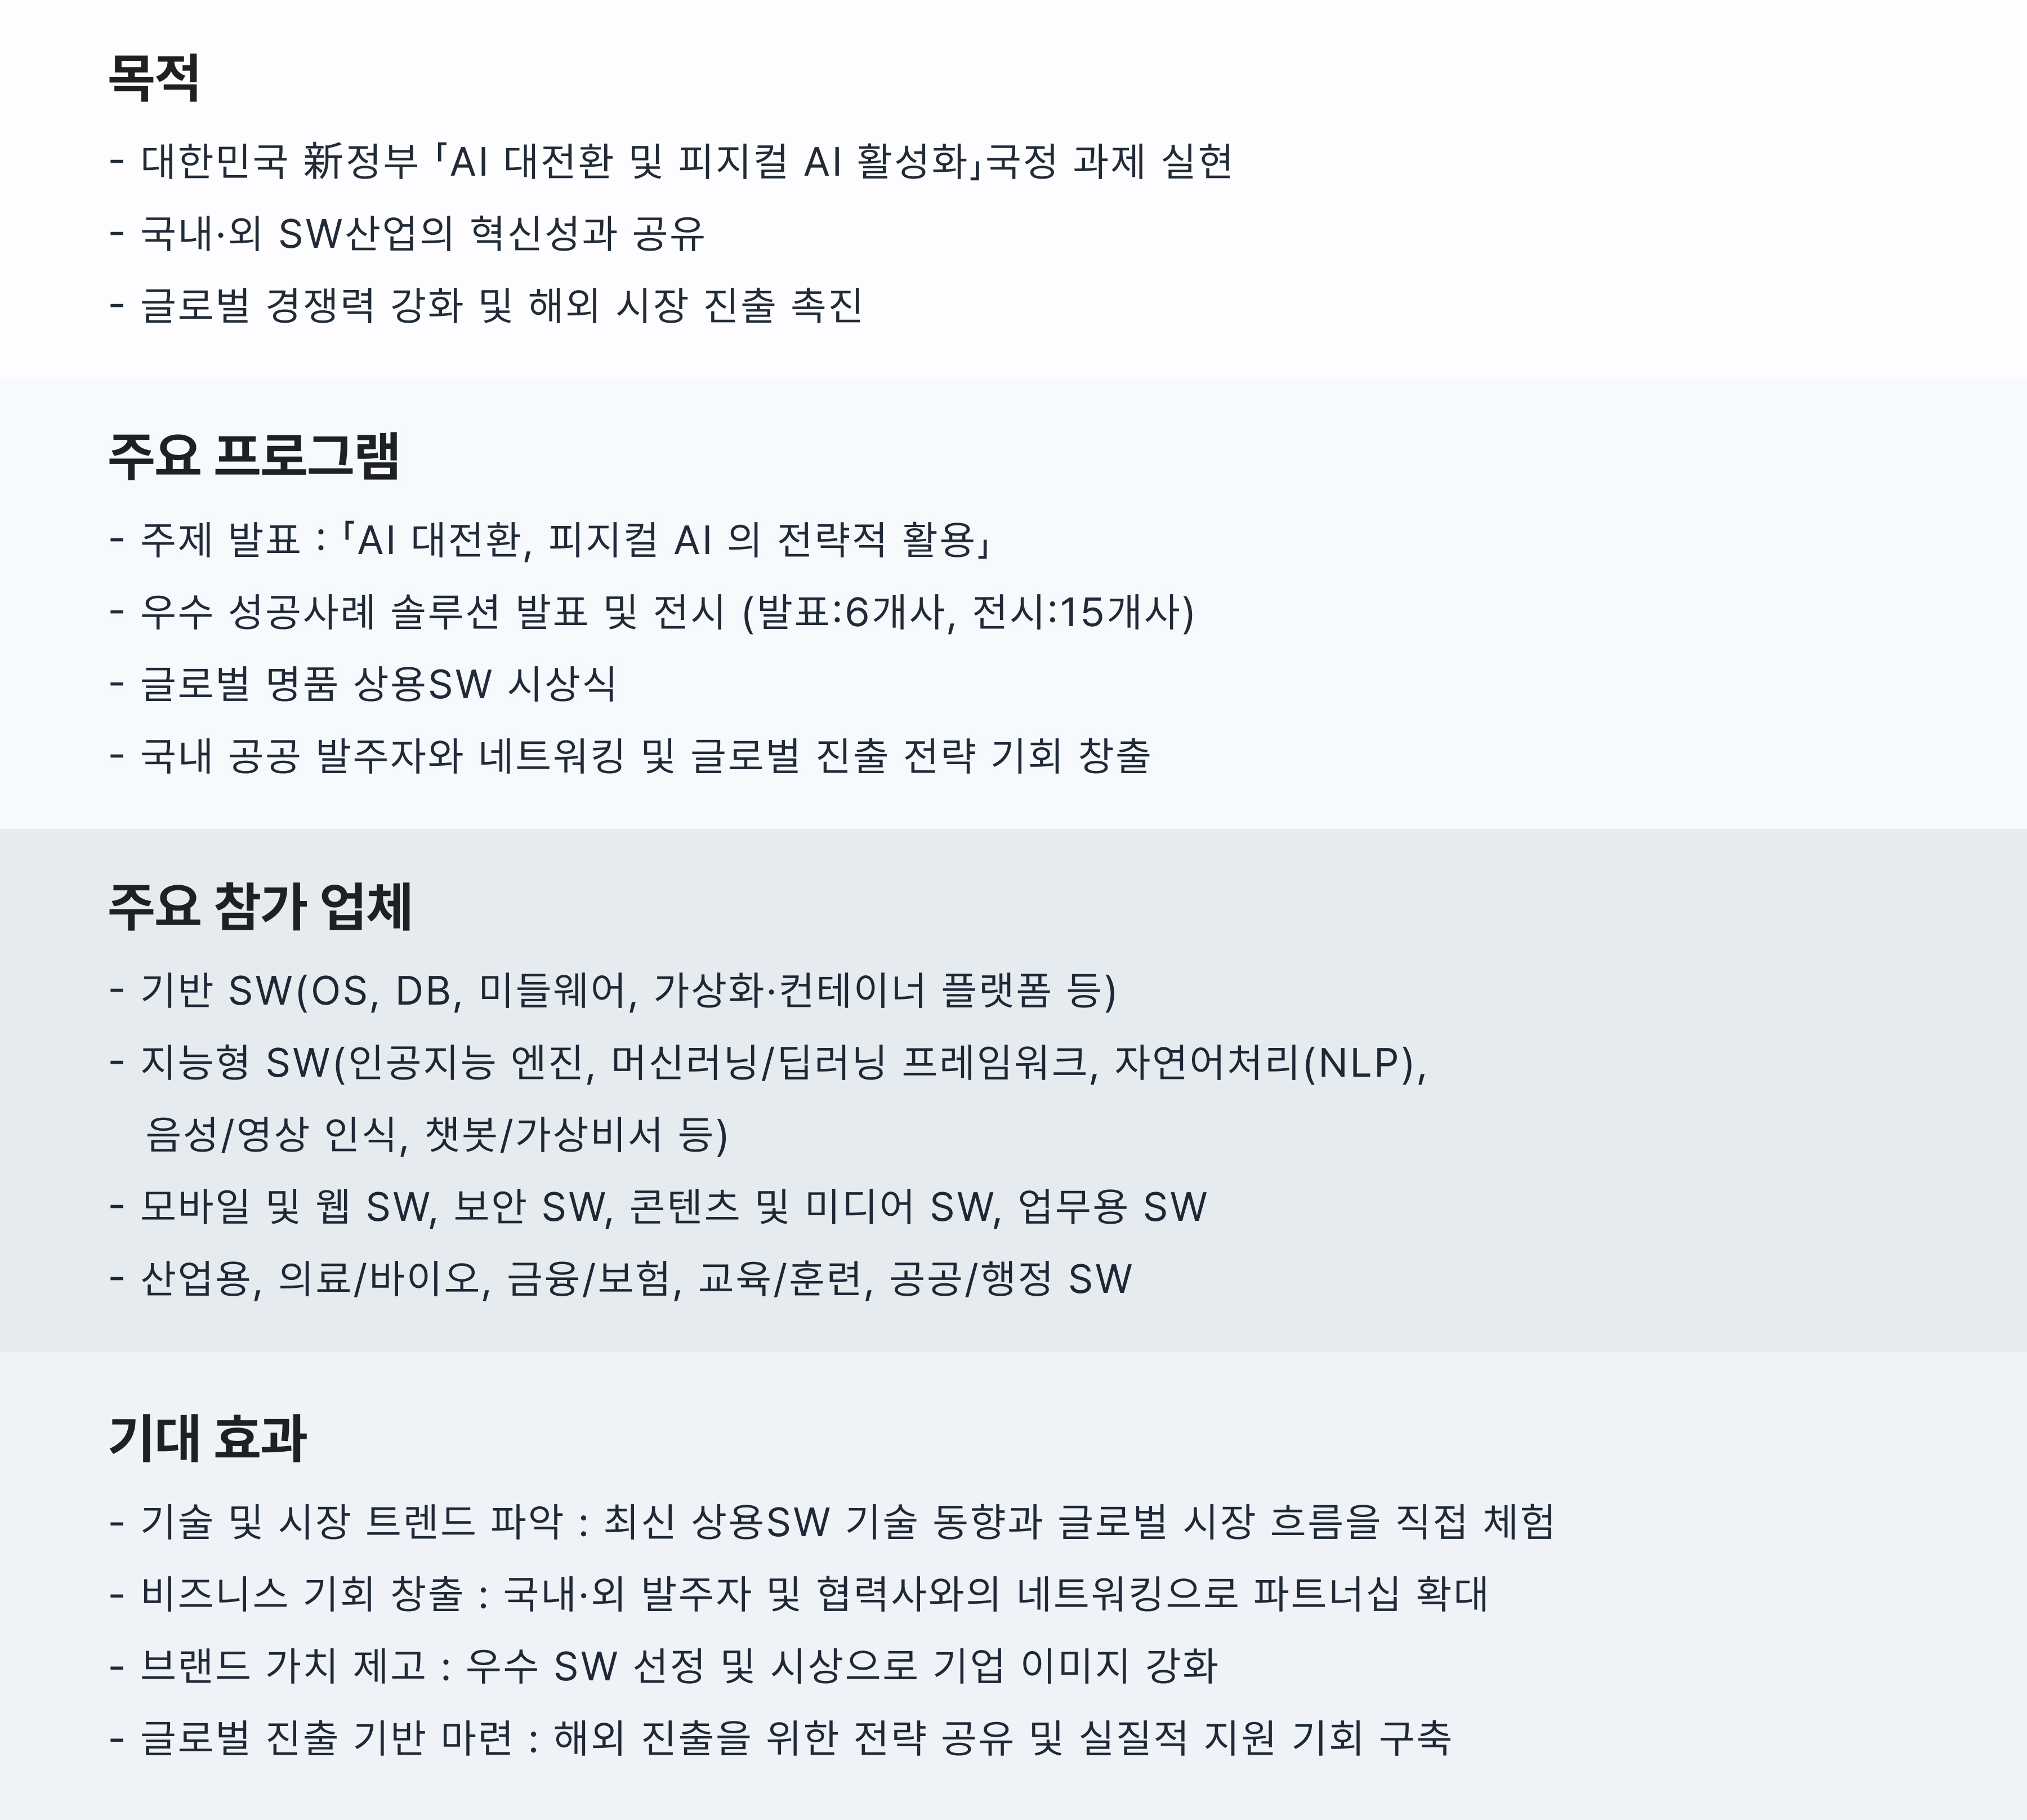 목적
- 대한민국 新정부 「AI 대전환 및 피지컬 AI 활성화」국정 과제 실현
- 국내·외 SW산업의 혁신성과 공유
- 글로벌 경쟁력 강화 및 해외 시장 진출 촉진
주요 프로그램
- 주제 발표 : 「AI 대전환, 피지컬 AI 의 전략적 활용」
- 우수 성공사례 솔루션 발표 및 전시 (발표:6개사, 전시:15개사)
- 글로벌 명품 상용SW 시상식
- 국내 공공 발주자와 네트워킹 및 글로벌 진출 전략 기회 창출
주요 참가 업체
- 기반 SW(OS, DB, 미들웨어, 가상화·컨테이너 플랫폼 등)
- 지능형 SW(인공지능 엔진, 머신러닝/딥러닝 프레임워크, 자연어처리(NLP),
음성/영상 인식, 챗봇/가상비서 등)
- 모바일 및 웹 SW, 보안 SW, 콘텐츠 및 미디어 SW, 업무용 SW
- 산업용, 의료/바이오, 금융/보험, 교육/훈련, 공공/행정 SW
기대 효과
- 기술 및 시장 트렌드 파악 : 최신 상용SW 기술 동향과 글로벌 시장 흐름을 직접 체험
- 비즈니스 기회 창출 : 국내·외 발주자 및 협력사와의 네트워킹으로 파트너십 확대
- 브랜드 가치 제고 : 우수 SW 선정 및 시상으로 기업 이미지 강화
- 글로벌 진출 기반 마련 : 해외 진출을 위한 전략 공유 및 실질적 지원 기회 구축